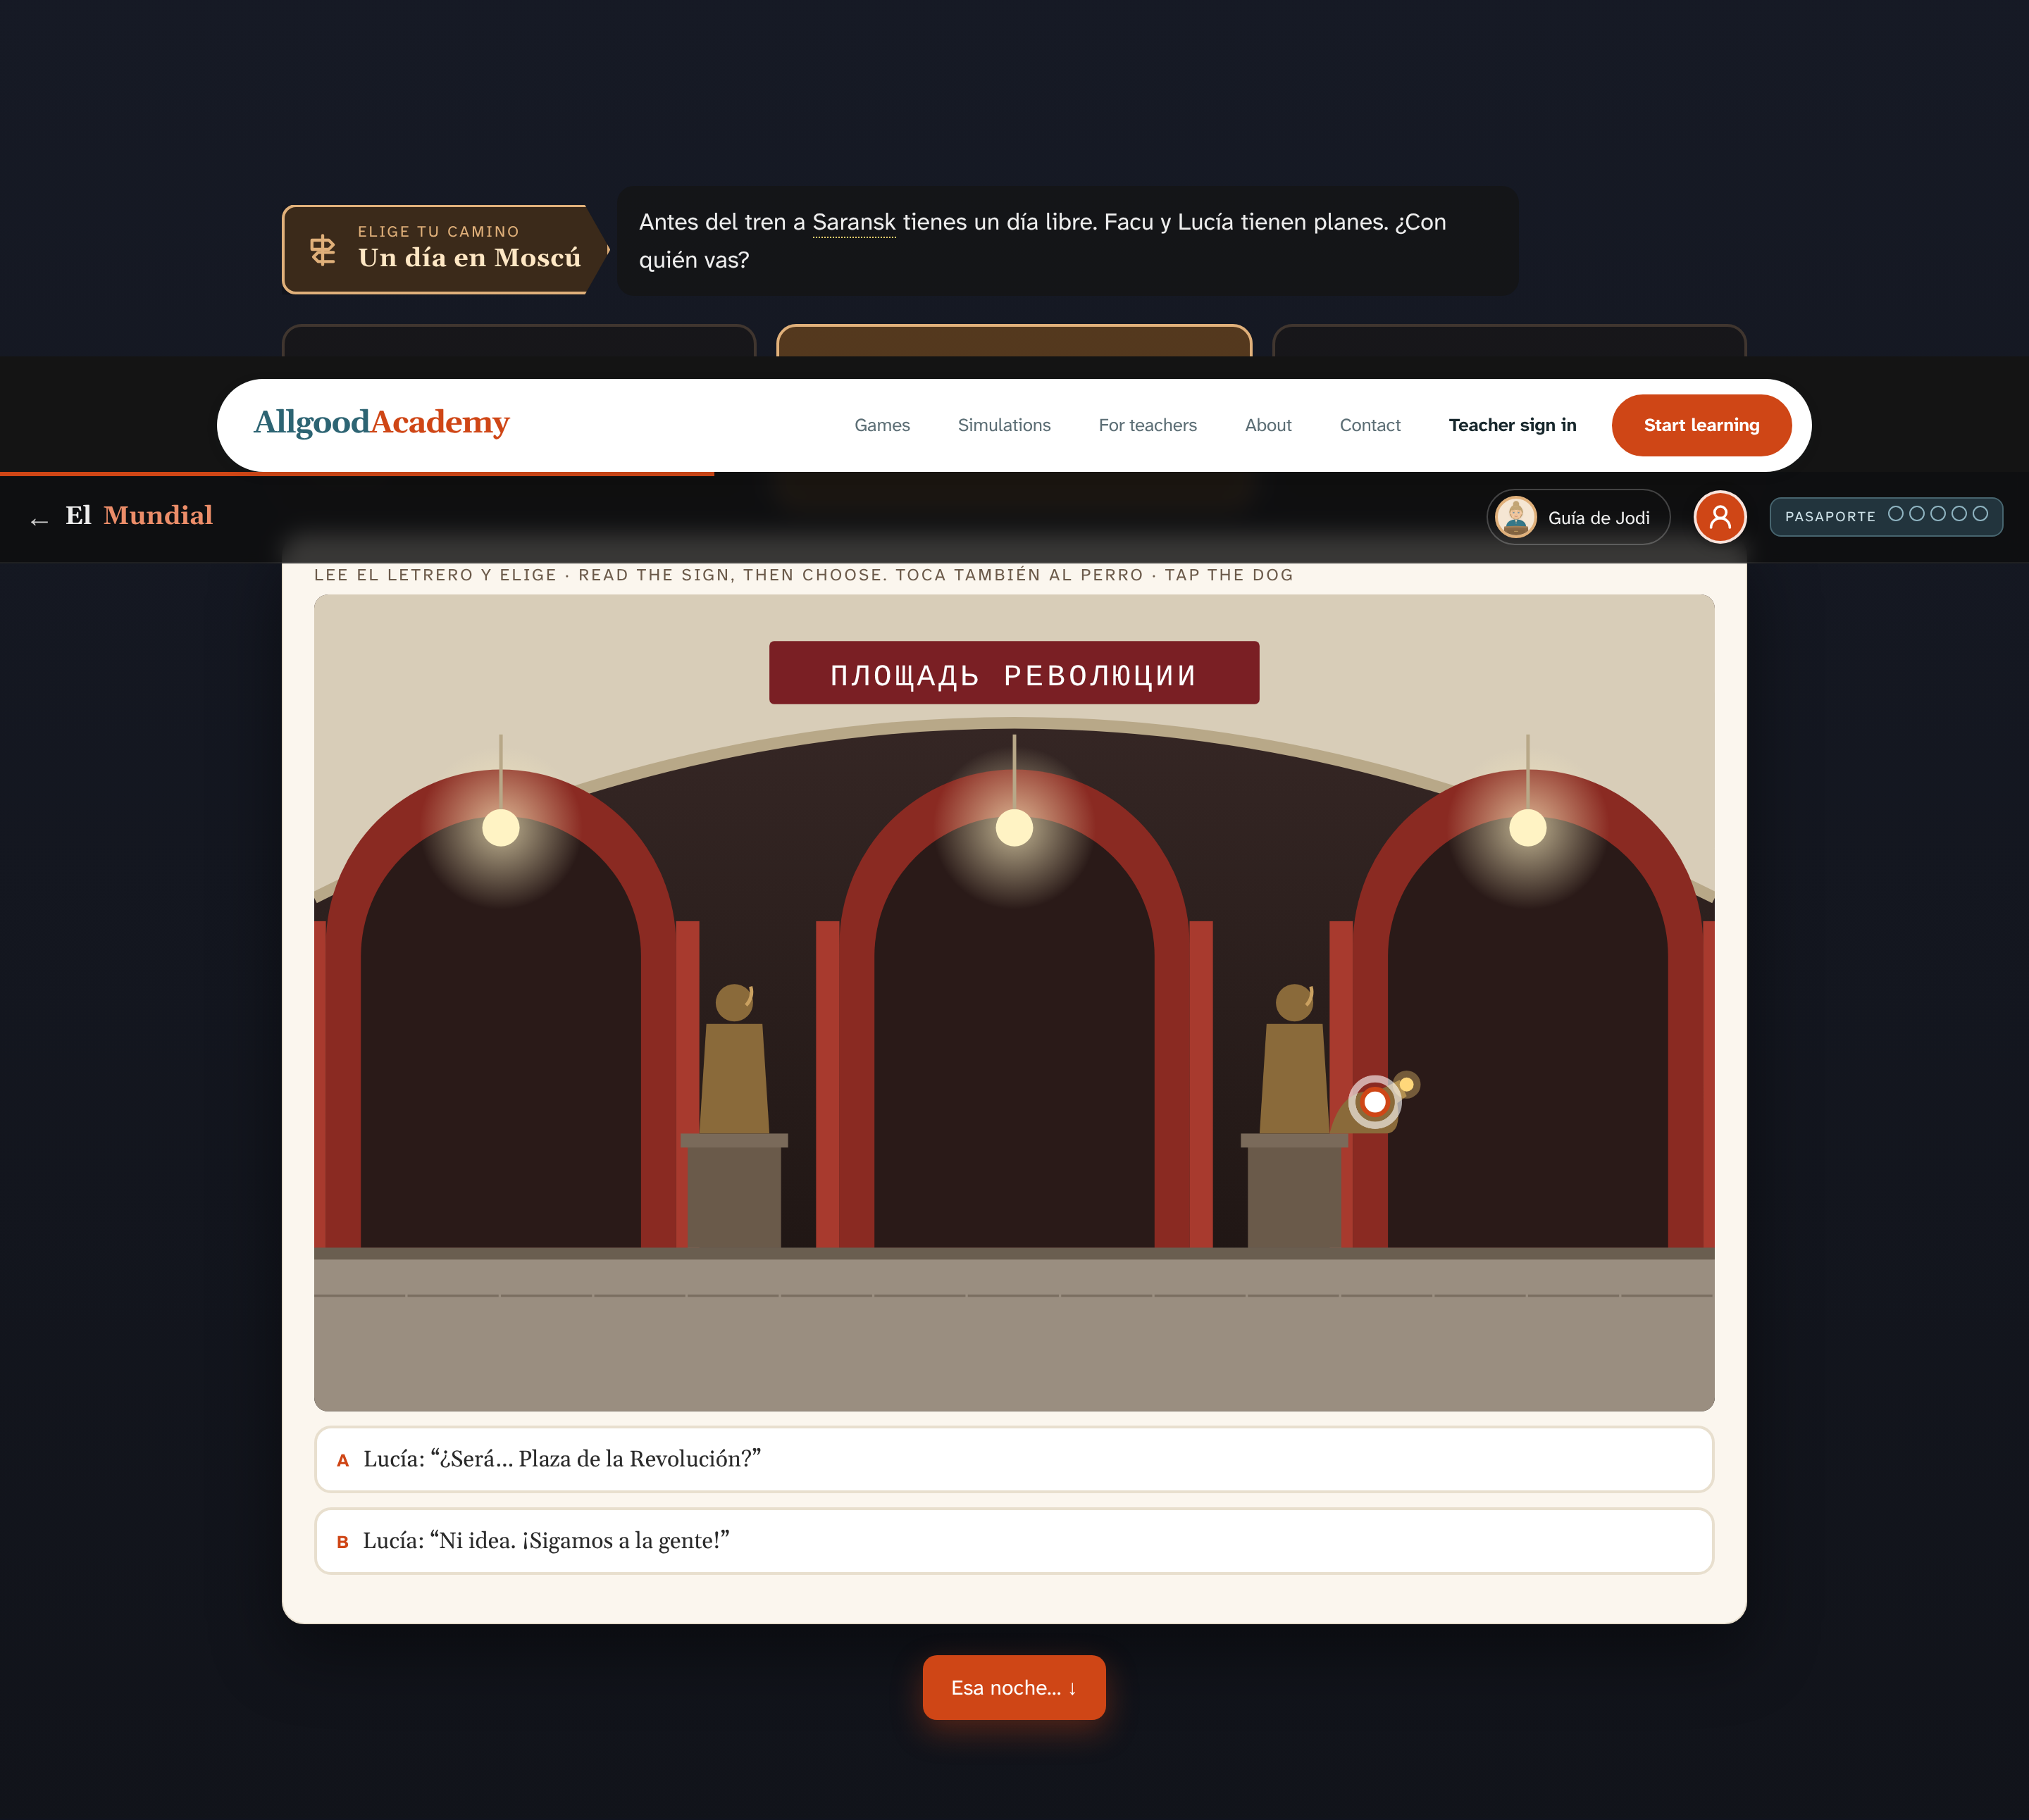 ELIGE TU CAMINO
Un día en Moscú
Antes del tren a Saransk tienes un día libre. Facu y Lucía tienen planes. ¿Con
quién vas?
AllgoodAcademy
Games
Simulations
For teachers
About
Contact
Teacher sign in
Start learning
← El Mundial
Guía de Jodi
PASAPORTE
LEE EL LETRERO Y ELIGE · READ THE SIGN, THEN CHOOSE. TOCA TAMBIÉN AL PERRO · TAP THE DOG
ПЛОЩАДЬ РЕВОЛЮЦИИ
A Lucía: “¿Será… Plaza de la Revolución?”
B Lucía: “Ni idea. ¡Sigamos a la gente!”
Esa noche… ↓